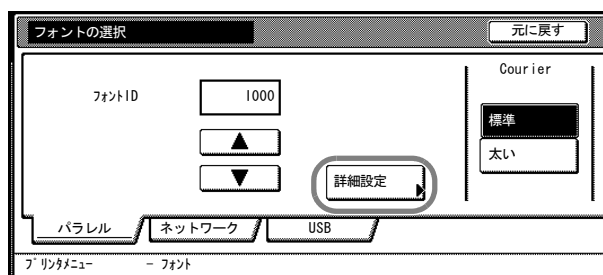 フォントの選択
元に戻す
フォントID
I000
Courier
標準
太い
▲
▼
詳細設定
パラレル
ネットワーク
USB
プリンタメニュー - フォント